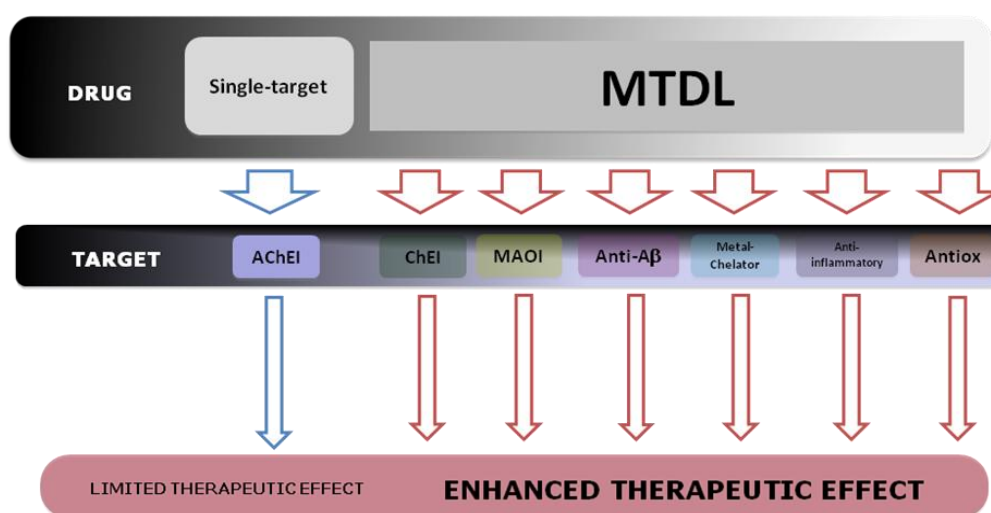 DRUG
Single-target
MTDL
TARGET
AChEI
ChEI
MAOI
Anti-Aβ
Metal-
Chelator
Anti-
inflammatory
Antiox
LIMITED THERAPEUTIC EFFECT
ENHANCED THERAPEUTIC EFFECT